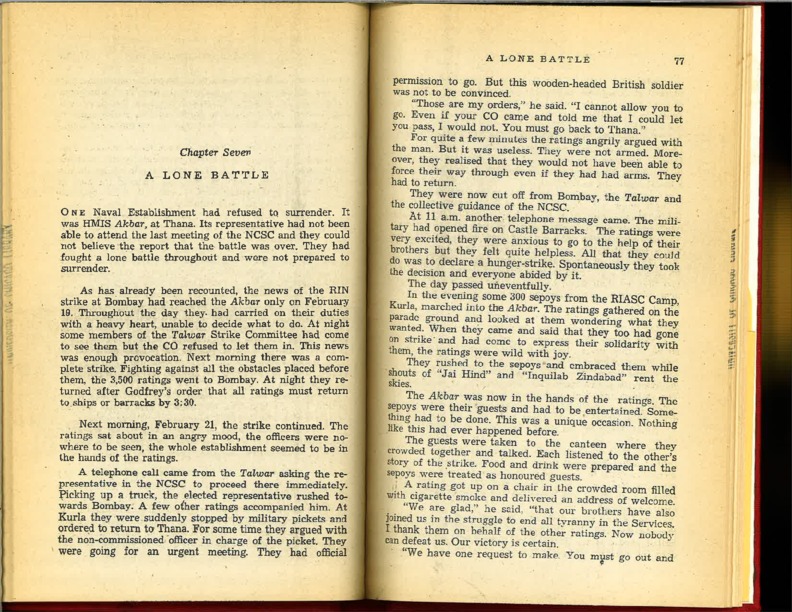 Chapter Seven
A LONE BATTLE
ONE Naval Establishment had refused to surrender. It
was HMIS Akbar, at Thana. Its representative had not been
able to attend the last meeting of the NCSC and they could
not believe the report that the battle was over. They had
fought a lone battle throughout and were not prepared to
surrender.
As has already been recounted, the news of the RIN
strike at Bombay had reached the Akbar only on February
19. Throughout the day they had carried on their duties
with a heavy heart, unable to decide what to do. At night
some members of the Talwar Strike Committee had come
to see them but the CO refused to let them in. This news
was enough provocation. Next morning there was a com-
plete strike. Fighting against all the obstacles placed before
them, the 3,500 ratings went to Bombay. At night they re-
turned after Godfrey's order that all ratings must return
to ships or barracks by 3:30.
Next morning, February 21, the strike continued. The
ratings sat about in an angry mood, the officers were no-
where to be seen, the whole establishment seemed to be in
the hands of the ratings.
A telephone call came from the Talwar asking the re-
presentative in the NCSC to proceed there immediately.
Picking up a truck, the elected representative rushed to-
wards Bombay. A few other ratings accompanied him. At
Kurla they were suddenly stopped by military pickets and
ordered to return to Thana. For some time they argued with
the non-commissioned officer in charge of the picket. They
were going for an urgent meeting. They had official
A LONE BATTLE 77
permission to go. But this wooden-headed British soldier
was not to be convinced.
"Those are my orders," he said. "I cannot allow you to
go. Even if your CO came and told me that I could let
you pass, I would not. You must go back to Thana."
For quite a few minutes the ratings angrily argued with
the man. But it was useless. They were not armed. More-
over, they realised that they would not have been able to
force their way through even if they had had arms. They
had to return.
They were now cut off from Bombay, the Talwar and
the collective guidance of the NCSC.
At 11 a.m. another telephone message came. The mili-
tary had opened fire on Castle Barracks. The ratings were
very excited, they were anxious to go to the help of their
brothers but they felt quite helpless. All that they could
do was to declare a hunger-strike. Spontaneously they took
the decision and everyone abided by it.
The day passed uneventfully.
In the evening some 300 sepoys from the RIASC Camp,
Kurla, marched into the Akbar. The ratings gathered on the
parade ground and looked at them wondering what they
wanted. When they came and said that they too had gone
on strike and had come to express their solidarity with
them, the ratings were wild with joy.
They rushed to the sepoys and embraced them while
shouts of "Jai Hind" and "Inquilab Zindabad" rent the
skies.
The Akbar was now in the hands of the ratings. The
sepoys were their guests and had to be entertained. Some-
thing had to be done. This was a unique occasion. Nothing
like this had ever happened before.
The guests were taken to the canteen where they
crowded together and talked. Each listened to the other's
story of the strike. Food and drink were prepared and the
sepoys were treated as honoured guests.
A rating got up on a chair in the crowded room filled
with cigarette smoke and delivered an address of welcome.
"We are glad," he said, "that our brothers have also
joined us in the struggle to end all tyranny in the Services.
I thank them on behalf of the other ratings. Now nobody
can defeat us. Our victory is certain.
"We have one request to make. You must go out and